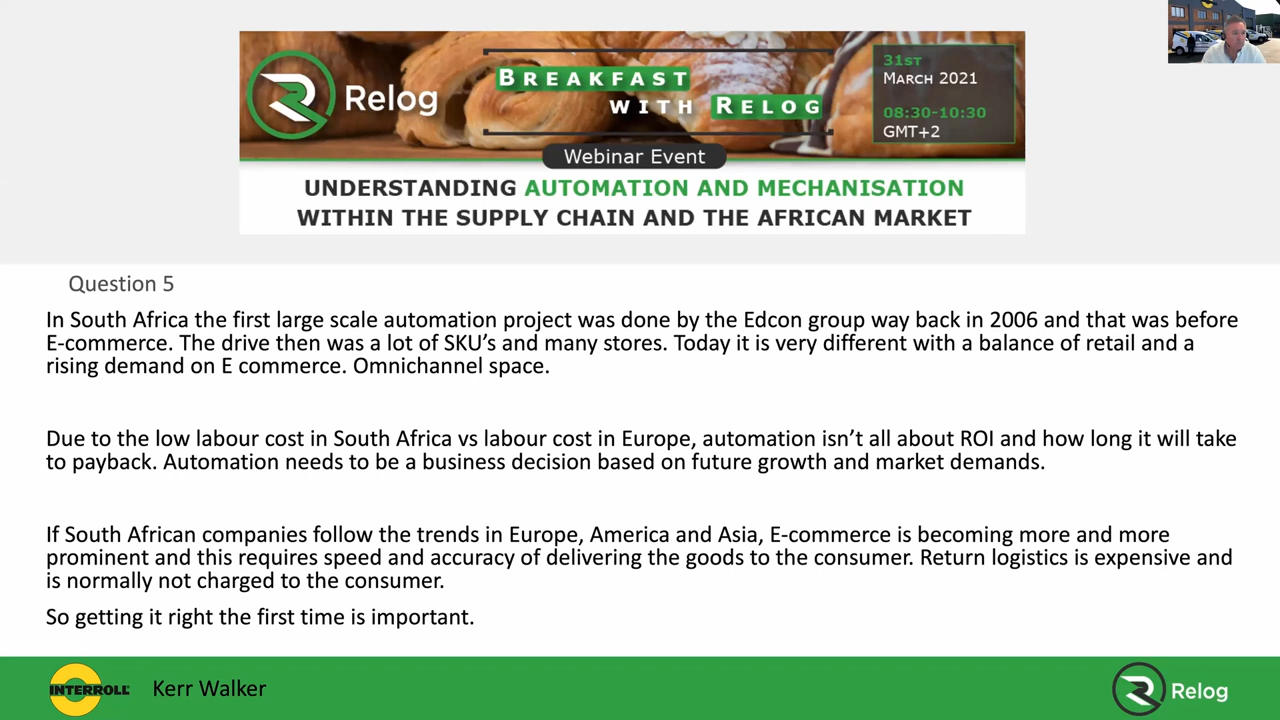 Relog
BREAKFAST
WITH RELOG
31ST
MARCH 2021
08:30-10:30
GMT+2
Webinar Event
UNDERSTANDING AUTOMATION AND MECHANISATION
WITHIN THE SUPPLY CHAIN AND THE AFRICAN MARKET
Question 5
In South Africa the first large scale automation project was done by the Edcon group way back in 2006 and that was before
E-commerce. The drive then was a lot of SKU's and many stores. Today it is very different with a balance of retail and a
rising demand on E commerce. Omnichannel space.
Due to the low labour cost in South Africa vs labour cost in Europe, automation isn't all about ROI and how long it will take
to payback. Automation needs to be a business decision based on future growth and market demands.
If South African companies follow the trends in Europe, America and Asia, E-commerce is becoming more and more
prominent and this requires speed and accuracy of delivering the goods to the consumer. Return logistics is expensive and
is normally not charged to the consumer.
So getting it right the first time is important.
INTERROLL
Kerr Walker
Relog